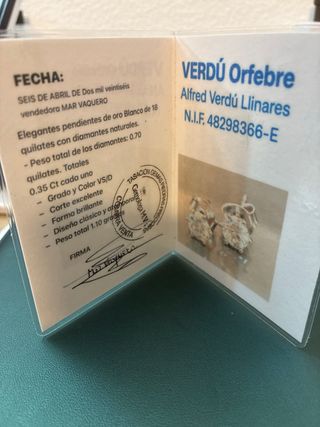 FECHA:
SEIS DE ABRIL DE Dos mil veintiséis
vendedora MAR VAQUERO
Elegantes pendientes de oro Blanco de 18
quilates con diamantes naturales.
- Peso total de los diamantes: 0.70
quilates. Totales
0.35 Ct cada uno
- Grado y Color VS/D
- Corte excelente
- Forma brillante
- Diseño clásico y
- Peso total 1.10 gramos
FIRMA
COMPRA VENTA
VERDÚ Orfebre
Alfred Verdú Llinares
N.I.F. 48298366-E